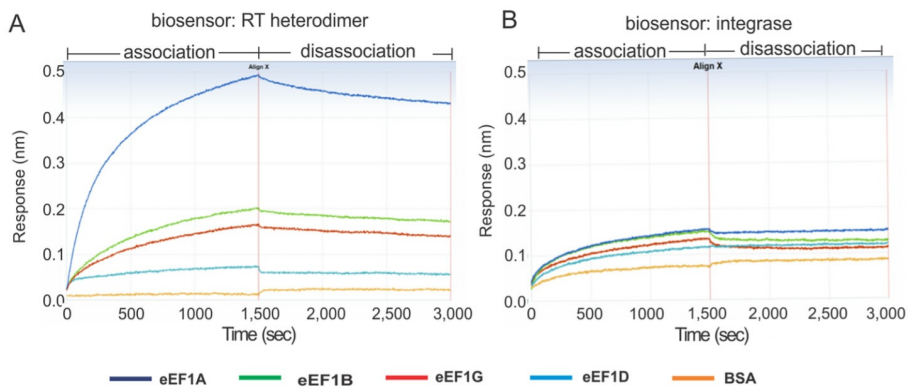 A
biosensor: RT heterodimer
association
disassociation
Align X
Response (nm)
0.5
0.4
0.3
0.2
0.1
0.0
0
500
1000
1,500
2,000
2,500
3,000
Time (sec)
B
biosensor: integrase
association
disassociation
Align X
Response (nm)
0.5
0.4
0.3
0.2
0.1
0.0
0
500
1000
1,500
2,000
2,500
3,000
Time (sec)
eEF1A
eEF1B
eEF1G
eEF1D
BSA